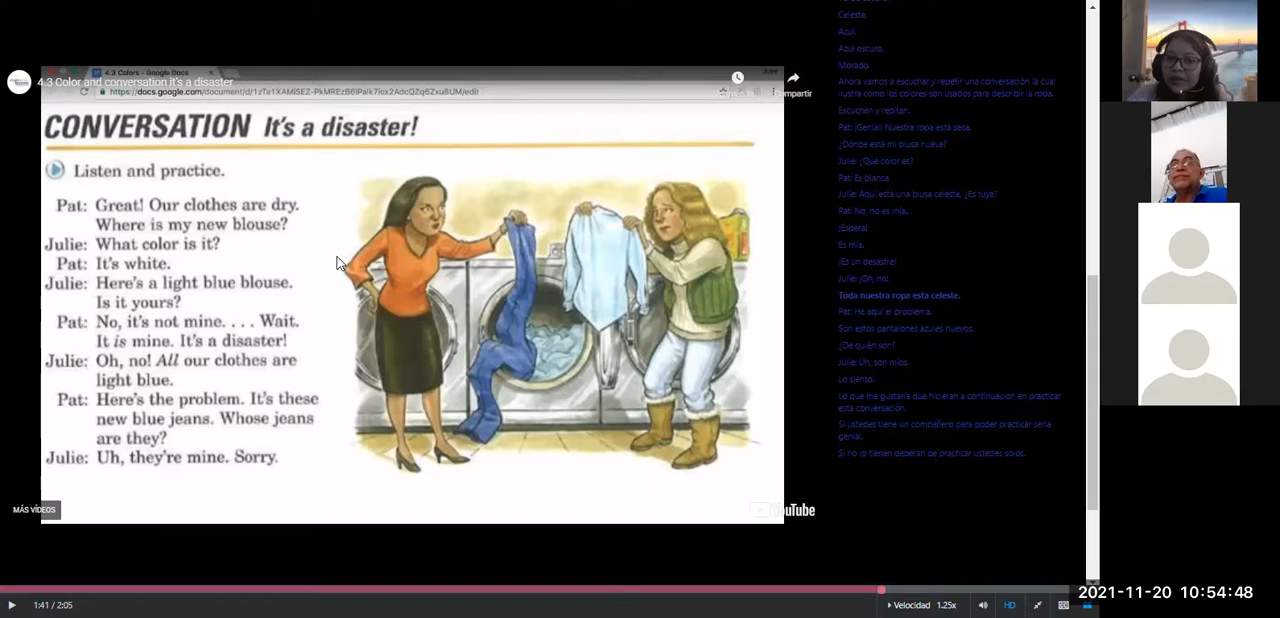 4.3 Colors - Google Docs
4.3 Color and conversation it's a disaster
Compartir
CONVERSATION It's a disaster!
Listen and practice.
Pat: Great! Our clothes are dry.
Where is my new blouse?
Julie: What color is it?
Pat: It's white.
Julie: Here's a light blue blouse.
Is it yours?
Pat: No, it's not mine. . . . Wait.
It is mine. It's a disaster!
Julie: Oh, no! All our clothes are
light blue.
Pat: Here's the problem. It's these
new blue jeans. Whose jeans
are they?
Julie: Uh, they're mine. Sorry.
MÁS VÍDEOS
YouTube
Celeste.
Azul.
Azul oscuro.
Morado.
Ahora vamos a escuchar y repetir una conversación la cual
ilustra como los colores son usados para describir la ropa.
Escuchen y repitan.
Pat: ¡Genial! Nuestra ropa está seca.
¿Dónde está mi blusa nueva?
Julie: ¿Qué color es?
Pat: Es blanca.
Julie: Aquí está una blusa celeste, ¿Es tuya?
Pat: No, no es mía...
¡Espera!
Es mía.
¡Es un desastre!
Julie: ¡Oh, no!
Toda nuestra ropa esta celeste.
Pat: He aquí el problema.
Son estos pantalones azules nuevos.
¿De quién son?
Julie: Uh, son míos.
Lo siento.
Lo que me gustaría que hicieran a continuación en practicar
esta conversación.
Si ustedes tiene un compañero para poder practicar sería
genial.
Si no lo tienen deberán de practicar ustedes solos.
1:41 / 2:05
Velocidad 1.25x
HD
2021-11-20 10:54:48